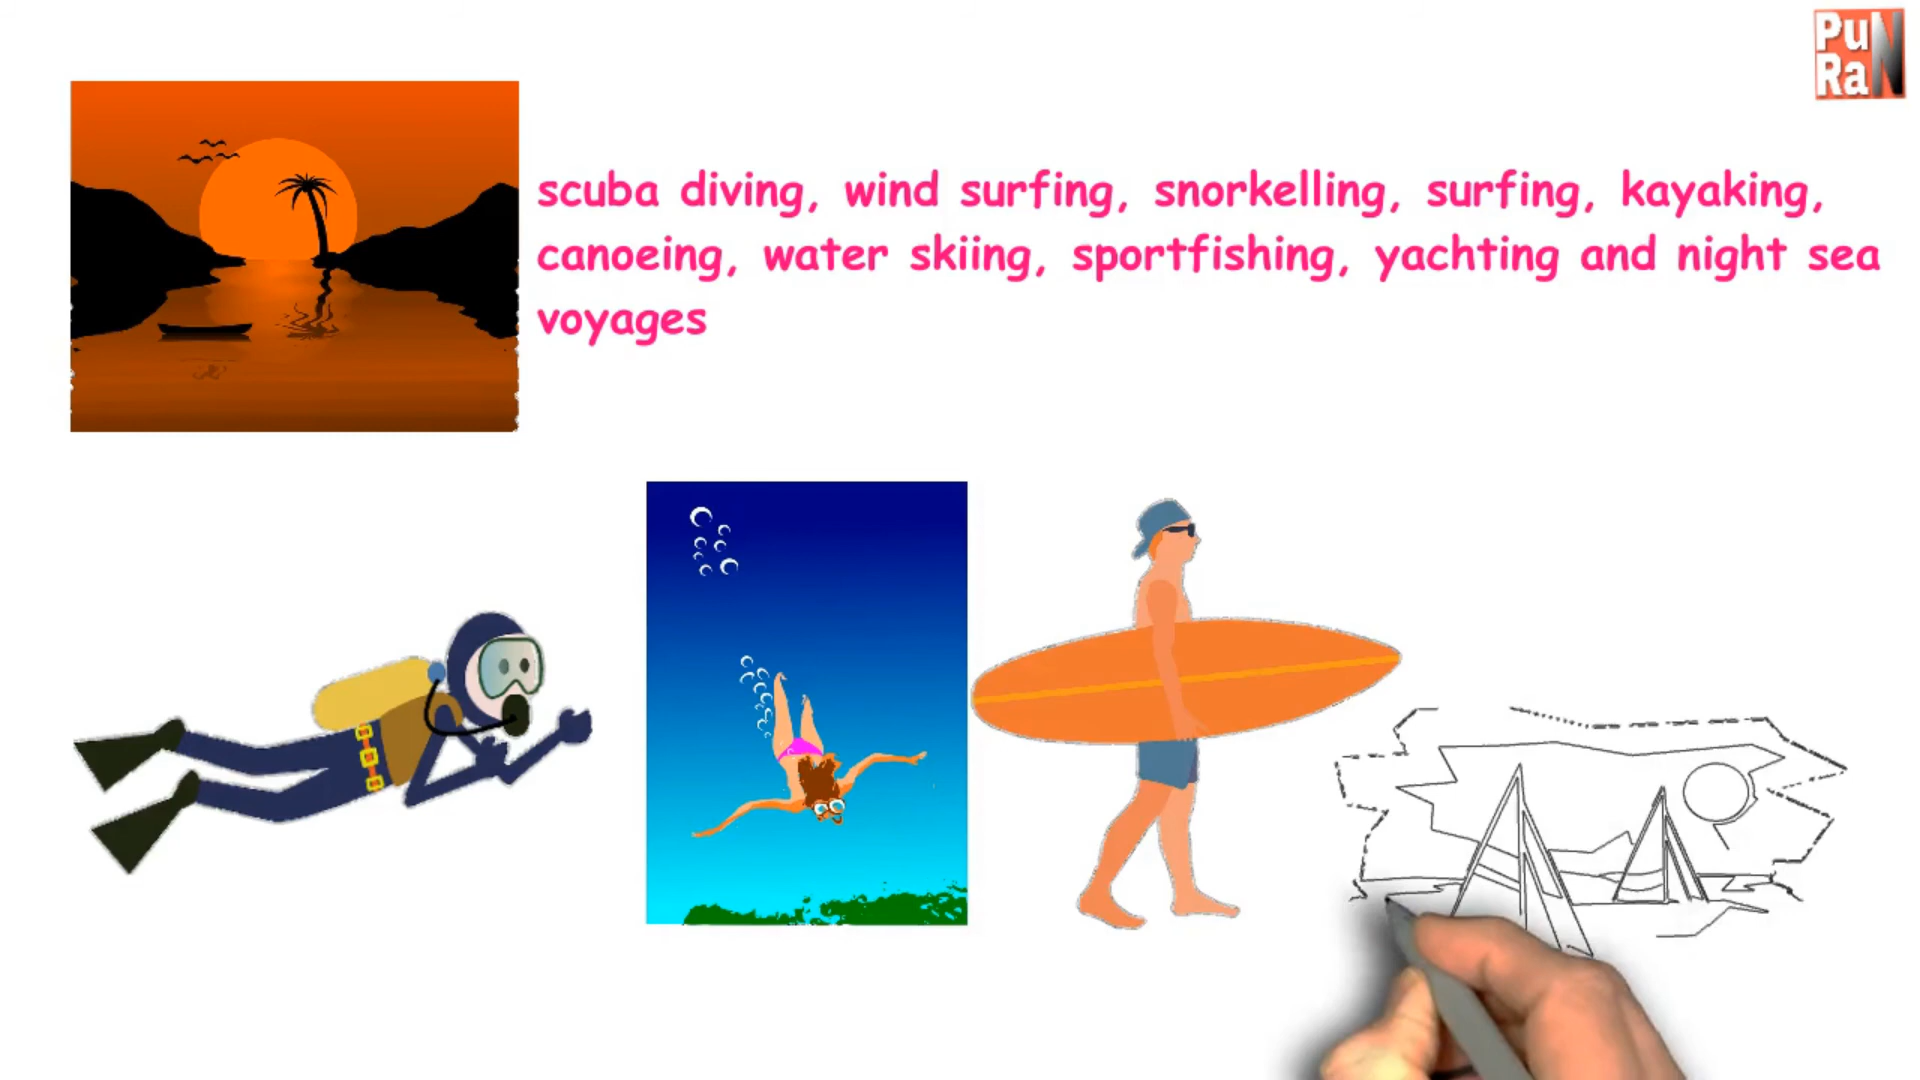 PuN
RaN
scuba diving, wind surfing, snorkelling, surfing, kayaking,
canoeing, water skiing, sportfishing, yachting and night sea
voyages